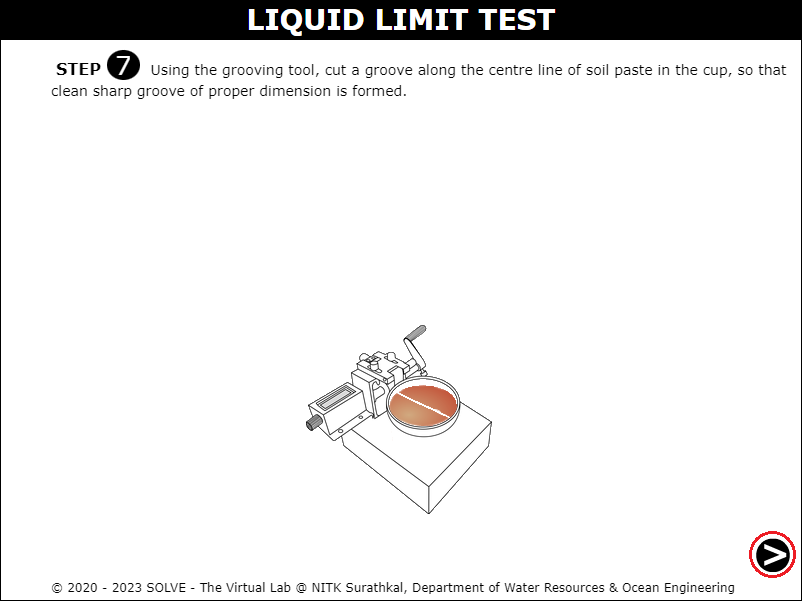 LIQUID LIMIT TEST
STEP 7 Using the grooving tool, cut a groove along the centre line of soil paste in the cup, so that
clean sharp groove of proper dimension is formed.
>
© 2020 - 2023 SOLVE - The Virtual Lab @ NITK Surathkal, Department of Water Resources & Ocean Engineering